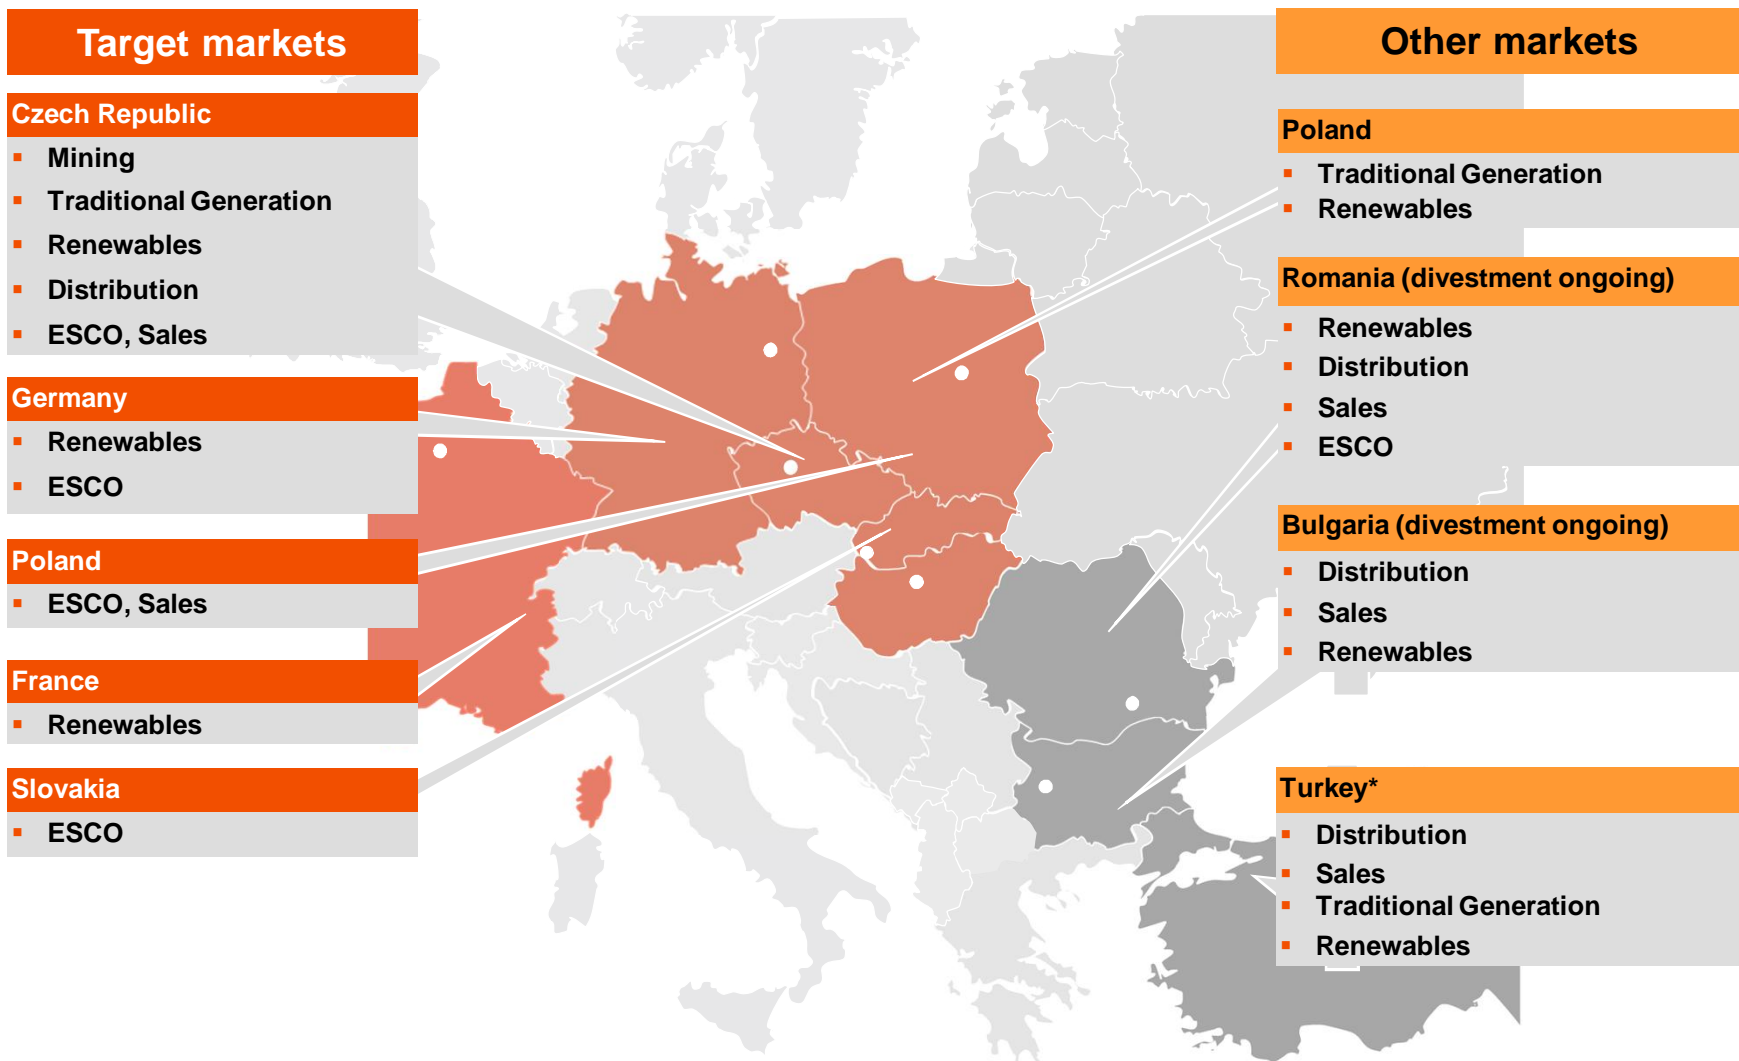 Target markets
Czech Republic
▪ Mining
▪ Traditional Generation
▪ Renewables
▪ Distribution
▪ ESCO, Sales
Germany
▪ Renewables
▪ ESCO
Poland
▪ ESCO, Sales
France
▪ Renewables
Slovakia
▪ ESCO
Other markets
Poland
▪ Traditional Generation
▪ Renewables
Romania (divestment ongoing)
▪ Renewables
▪ Distribution
▪ Sales
▪ ESCO
Bulgaria (divestment ongoing)
▪ Distribution
▪ Sales
▪ Renewables
Turkey*
▪ Distribution
▪ Sales
▪ Traditional Generation
▪ Renewables